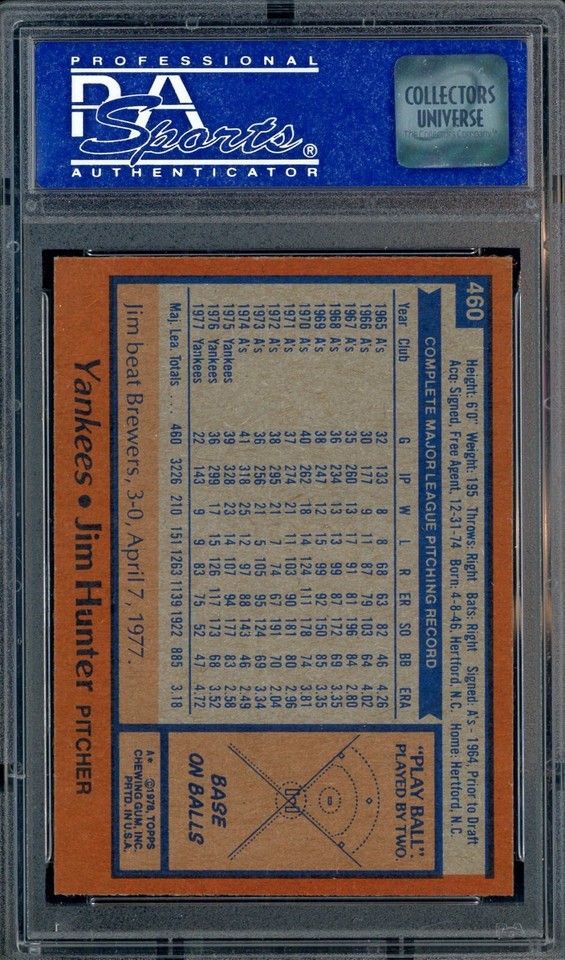 PROFESSIONAL
PSA
Sports®
AUTHENTICATOR
COLLECTORS
UNIVERSE
The Collectors Company™
460
Height: 6'0" Weight: 195 Throws: Right Bats: Right Signed: A's - 1964, Prior to Draft
Acq: Signed, Free Agent, 12-31-74 Born: 4-8-46, Hertford, N.C. Home: Hertford, N.C.
COMPLETE MAJOR LEAGUE PITCHING RECORD
Year Club G IP W L R ER SO BB ERA
1965 A's 32 133 8 8 68 63 82 46 4.26
1966 A's 30 177 9 11 87 79 103 64 4.02
1967 A's 35 260 13 17 91 81 196 84 2.80
1968 A's 36 234 13 13 99 87 172 69 3.35
1969 A's 38 247 12 15 99 92 150 85 3.35
1970 A's 40 262 18 14 124 111 178 74 3.81
1971 A's 37 274 21 11 103 90 181 80 2.96
1972 A's 38 295 21 7 74 67 191 70 2.04
1973 A's 36 256 21 5 105 95 124 69 3.34
1974 A's 41 318 25 12 97 88 143 46 2.49
1975 Yankees 39 328 23 14 107 94 177 83 2.58
1976 Yankees 36 299 17 15 126 117 173 68 3.52
1977 Yankees 22 143 9 9 83 75 52 47 4.72
Maj. Lea. Totals . . . . 460 3226 210 151 1263 1139 1922 885 3.18
Jim beat Brewers, 3-0, April 7, 1977.
"PLAY BALL"
PLAYED BY TWO.
BASE
ON BALLS
A* ©1978, TOPPS
CHEWING GUM, INC.
PRTD. IN U.S.A.
Yankees • Jim Hunter PITCHER